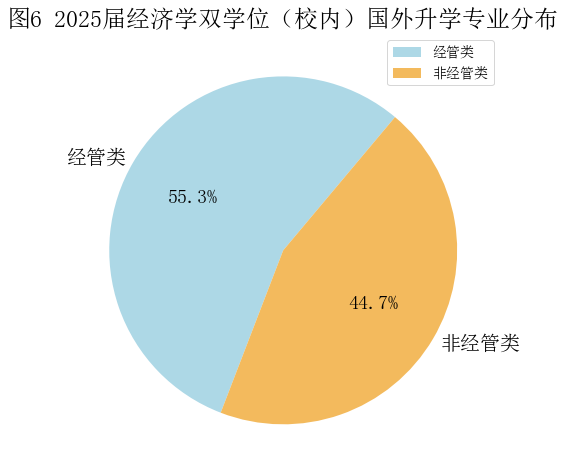 图6 2025届经济学双学位（校内）国外升学专业分布
经管类
非经管类
经管类
55.3%
44.7%
非经管类